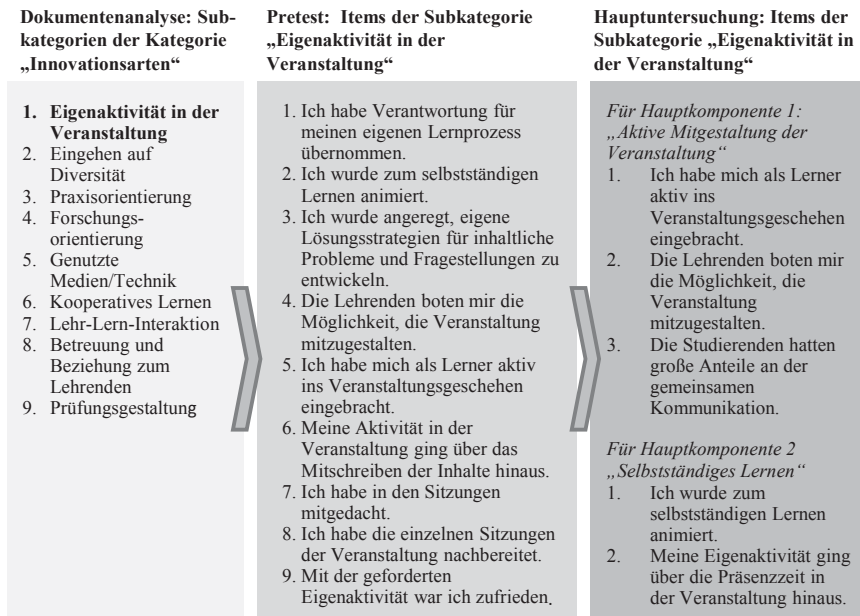 Dokumentenanalyse: Sub-
kategorien der Kategorie
„Innovationsarten“
1. Eigenaktivität in der
Veranstaltung
2. Eingehen auf
Diversität
3. Praxisorientierung
4. Forschungs-
orientierung
5. Genutzte
Medien/Technik
6. Kooperatives Lernen
7. Lehr-Lern-Interaktion
8. Betreuung und
Beziehung zum
Lehrenden
9. Prüfungsgestaltung
Pretest: Items der Subkategorie
„Eigenaktivität in der
Veranstaltung“
1. Ich habe Verantwortung für
meinen eigenen Lernprozess
übernommen.
2. Ich wurde zum selbstständigen
Lernen animiert.
3. Ich wurde angeregt, eigene
Lösungsstrategien für inhaltliche
Probleme und Fragestellungen zu
entwickeln.
4. Die Lehrenden boten mir die
Möglichkeit, die Veranstaltung
mitzugestalten.
5. Ich habe mich als Lerner aktiv
ins Veranstaltungsgeschehen
eingebracht.
6. Meine Aktivität in der
Veranstaltung ging über das
Mitschreiben der Inhalte hinaus.
7. Ich habe in den Sitzungen
mitgedacht.
8. Ich habe die einzelnen Sitzungen
der Veranstaltung nachbereitet.
9. Mit der geforderten
Eigenaktivität war ich zufrieden.
Hauptuntersuchung: Items der
Subkategorie „Eigenaktivität in
der Veranstaltung“
Für Hauptkomponente 1:
„Aktive Mitgestaltung der
Veranstaltung“
1. Ich habe mich als Lerner
aktiv ins
Veranstaltungsgeschehen
eingebracht.
2. Die Lehrenden boten mir
die Möglichkeit, die
Veranstaltung
mitzugestalten.
3. Die Studierenden hatten
große Anteile an der
gemeinsamen
Kommunikation.
Für Hauptkomponente 2
„Selbstständiges Lernen“
1. Ich wurde zum
selbstständigen Lernen
animiert.
2. Meine Eigenaktivität ging
über die Präsenzzeit in
der Veranstaltung hinaus.